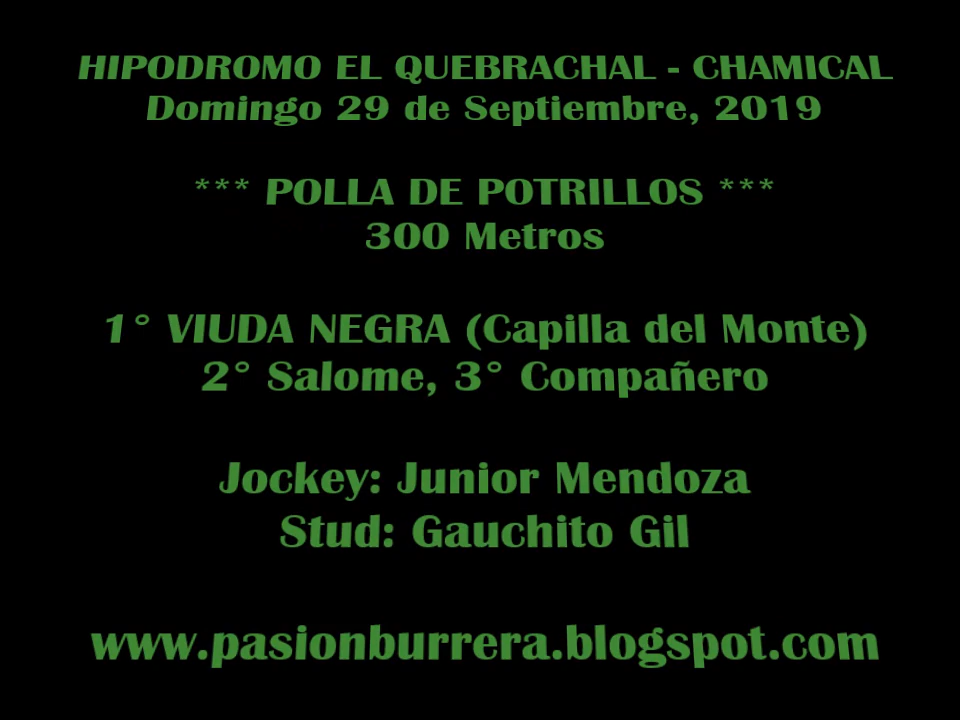 HIPODROMO EL QUEBRACHAL - CHAMICAL
Domingo 29 de Septiembre, 2019
*** POLLA DE POTRILLOS ***
300 Metros
1° VIUDA NEGRA (Capilla del Monte)
2° Salome, 3° Compañero
Jockey: Junior Mendoza
Stud: Gauchito Gil
www.pasionburrera.blogspot.com